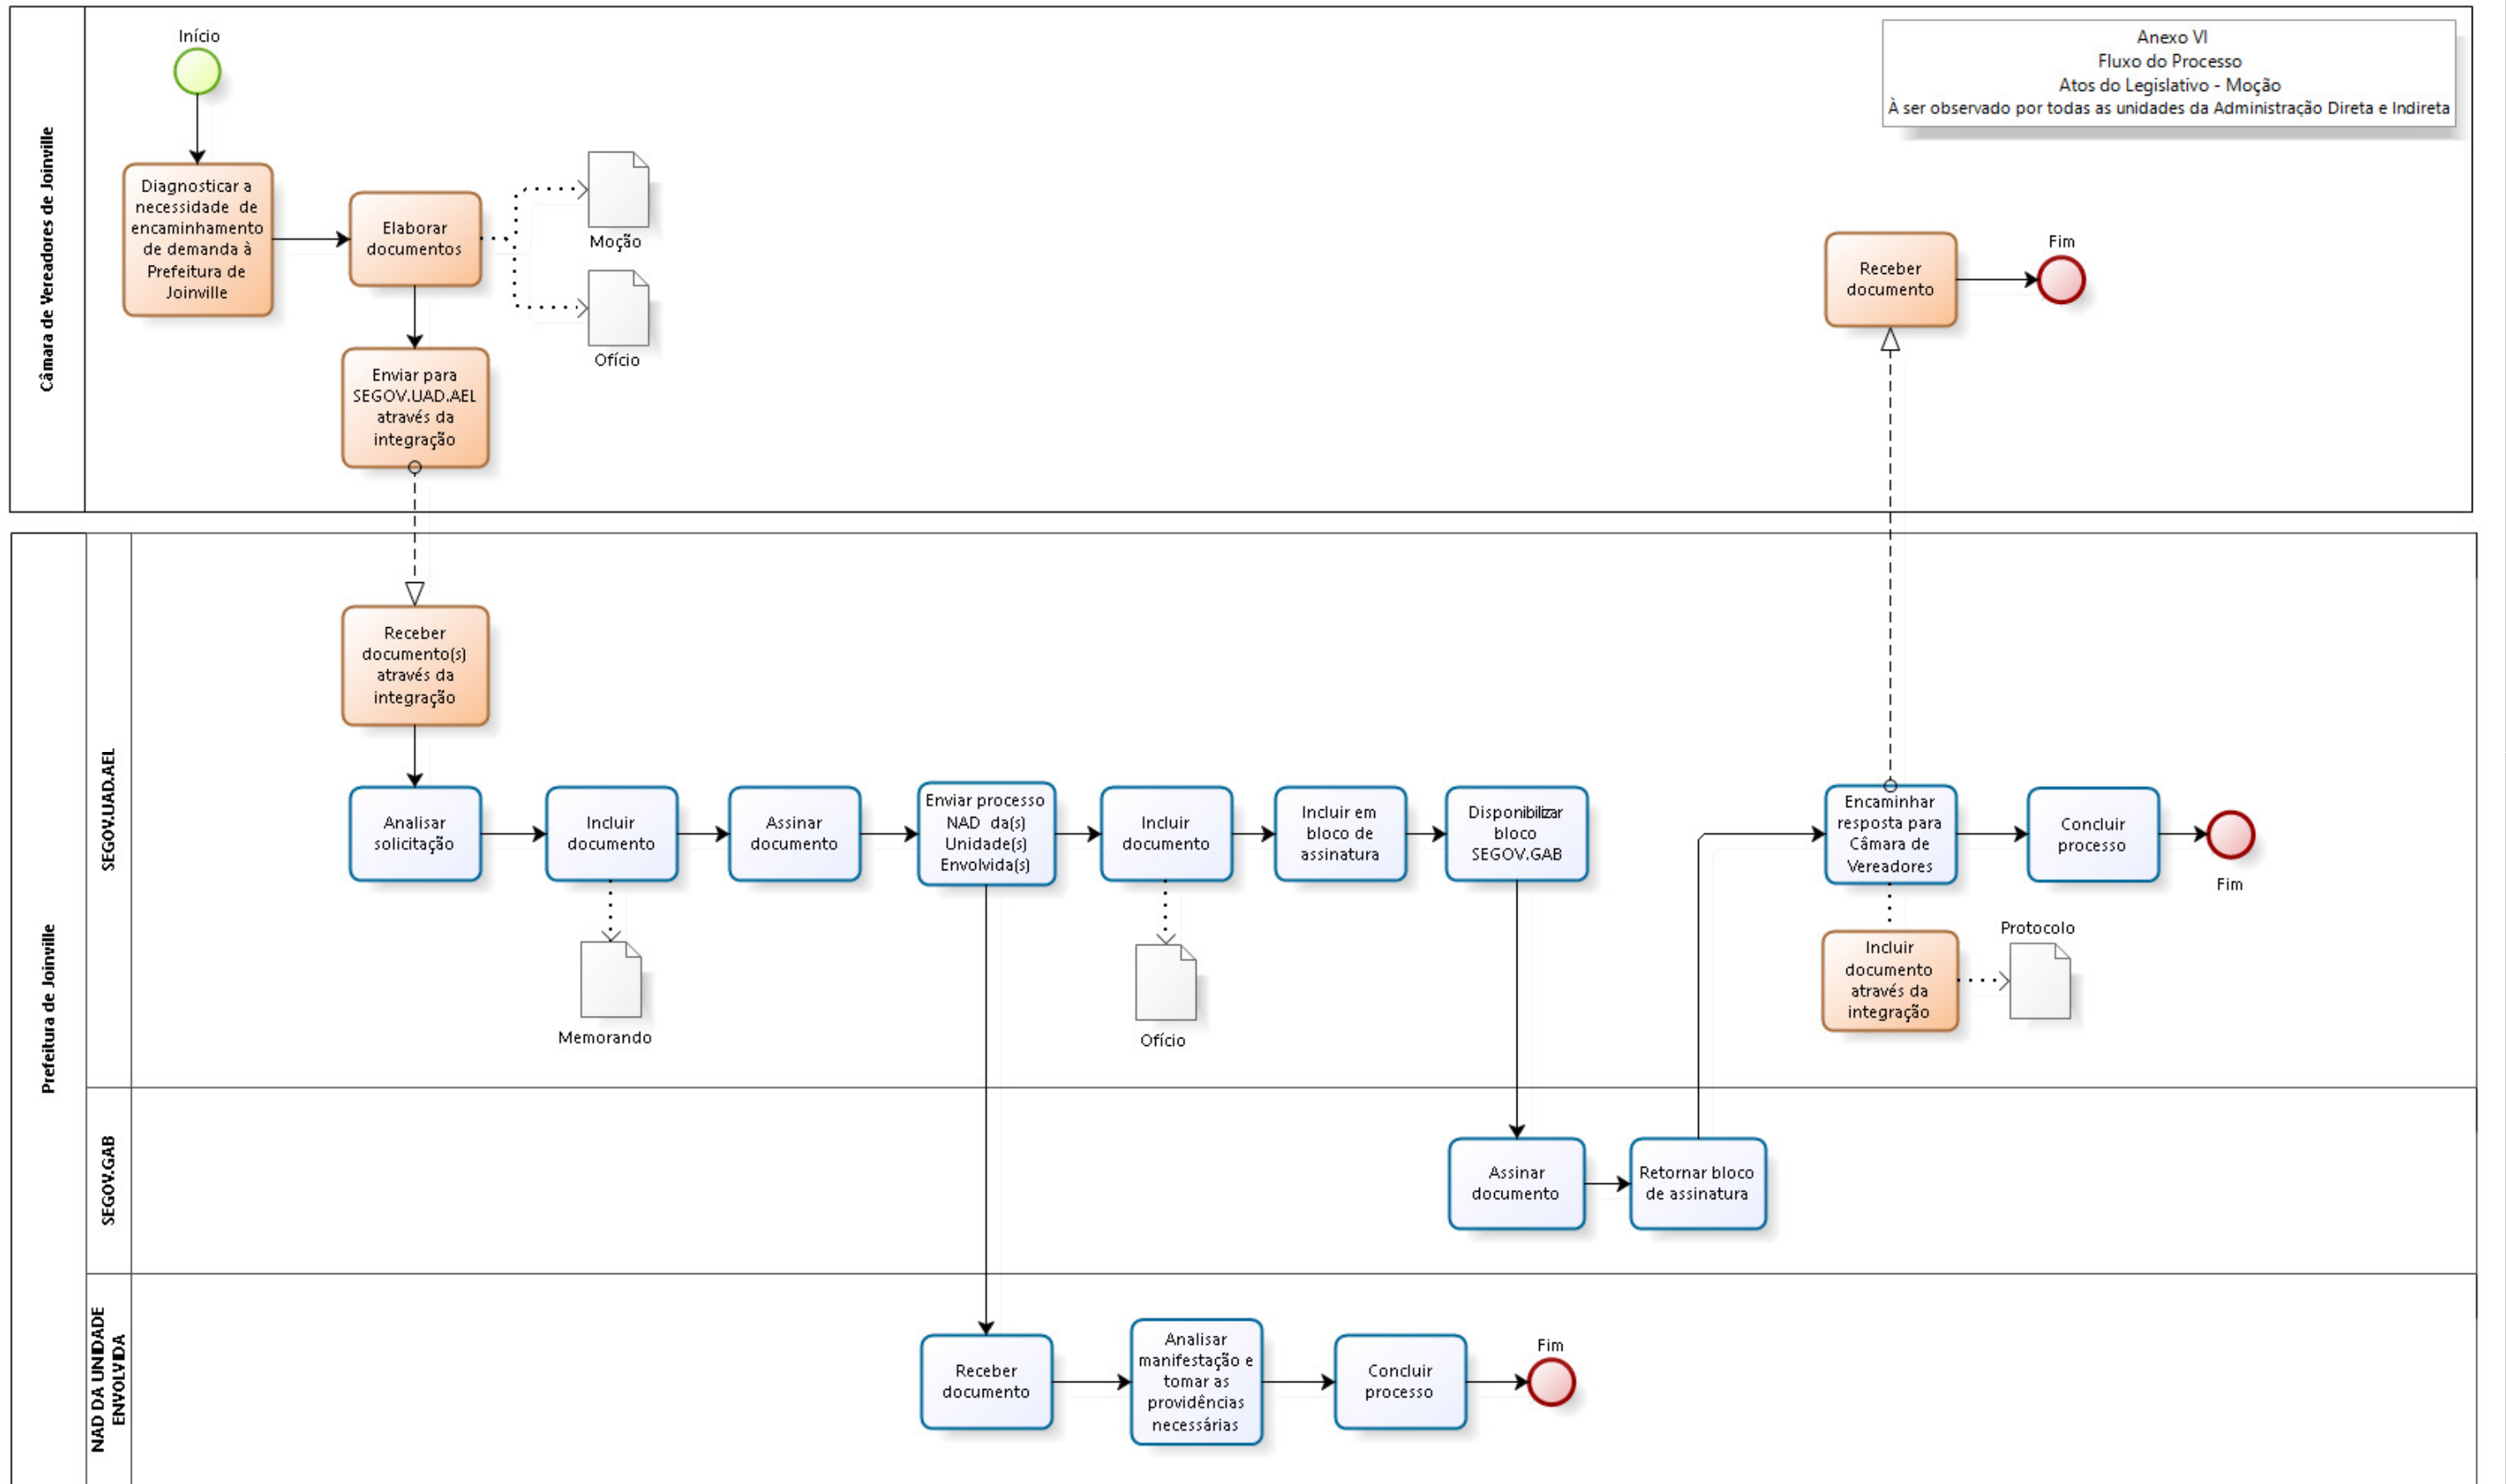 Anexo VI
Fluxo do Processo
Atos do Legislativo - Moção
À ser observado por todas as unidades da Administração Direta e Indireta
Câmara de Vereadores de Joinville
Início
Diagnosticar a
necessidade de
encaminhamento
de demanda à
Prefeitura de
Joinville
Elaborar
documentos
Moção
Ofício
Enviar para
SEGOV.UAD.AEL
através da
integração
Receber
documento
Fim
Prefeitura de Joinville
SEGOV.UAD.AEL
Receber
documento(s)
através da
integração
Analisar
solicitação
Incluir
documento
Memorando
Assinar
documento
Enviar processo
NAD da(s)
Unidade(s)
Envolvida(s)
Incluir
documento
Ofício
Incluir em
bloco de
assinatura
Disponibilizar
bloco
SEGOV.GAB
Encaminhar
resposta para
Câmara de
Vereadores
Concluir
processo
Fim
Incluir
documento
através da
integração
Protocolo
SEGOV.GAB
Assinar
documento
Retornar bloco
de assinatura
NAD DA UNIDADE
ENVOLVIDA
Receber
documento
Analisar
manifestação e
tomar as
providências
necessárias
Concluir
processo
Fim